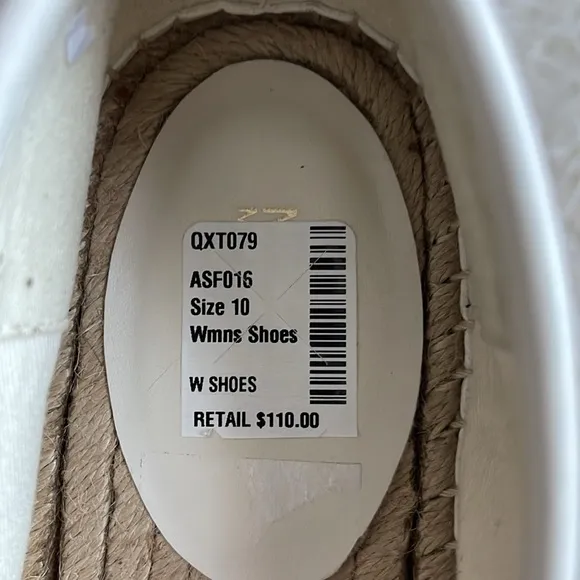 QXT079
ASF016
Size 10
Wmns Shoes
W SHOES
RETAIL $110.00